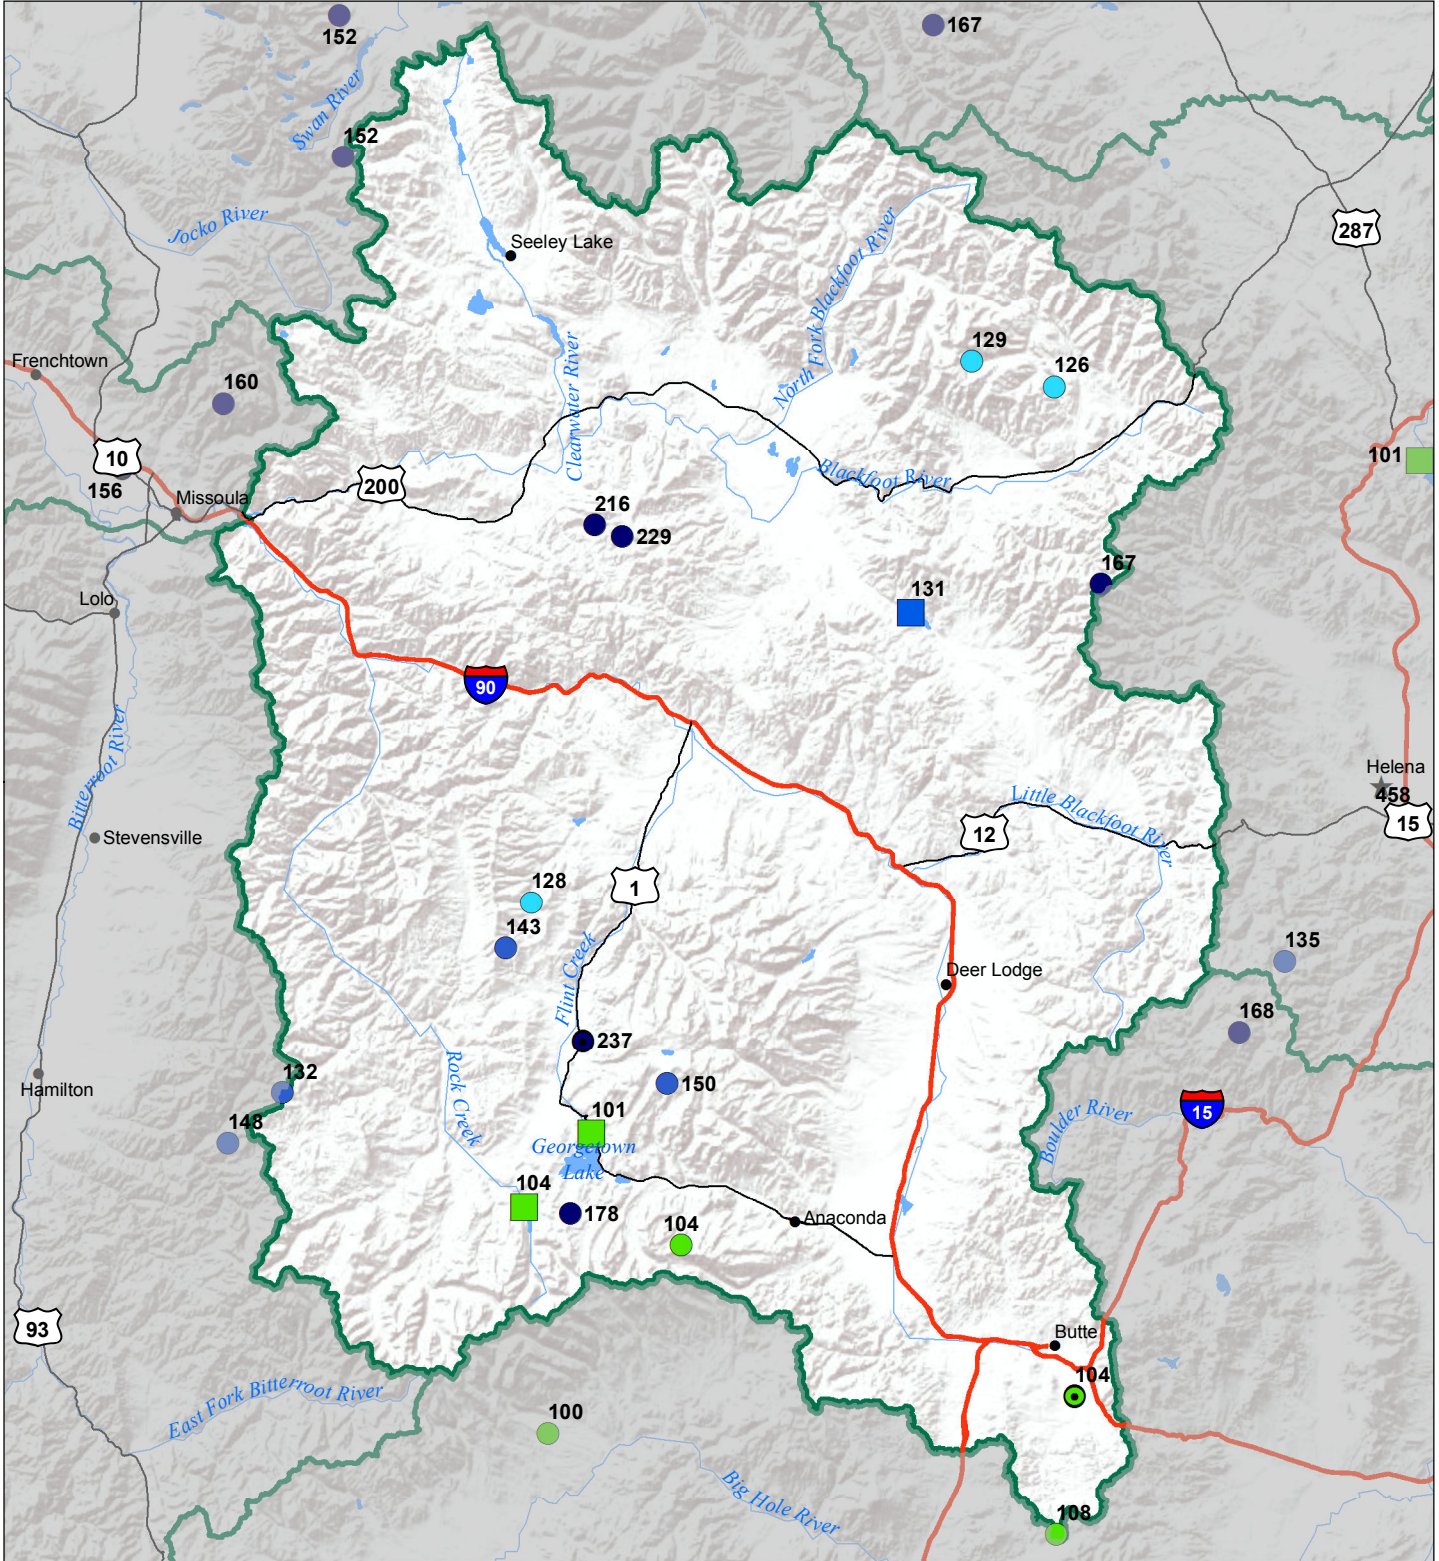 152
167
Swan River
152
Jocko River
287
Seeley Lake
North Fork Blackfoot River
129
Frenchtown
126
160
Clearwater River
10
101
156
200
Blackfoot River
Missoula
216
229
167
131
Lolo
90
Bitterroot River
Helena
458
Little Blackfoot River
15
12
Stevensville
128
1
143
135
Flint Creek
Deer Lodge
168
237
Rock Creek
132
150
Hamilton
101
15
Boulder River
148
Georgetown
Lake
104
178
104
Anaconda
93
Butte
104
East Fork Bitterroot River
100
Big Hole River
108